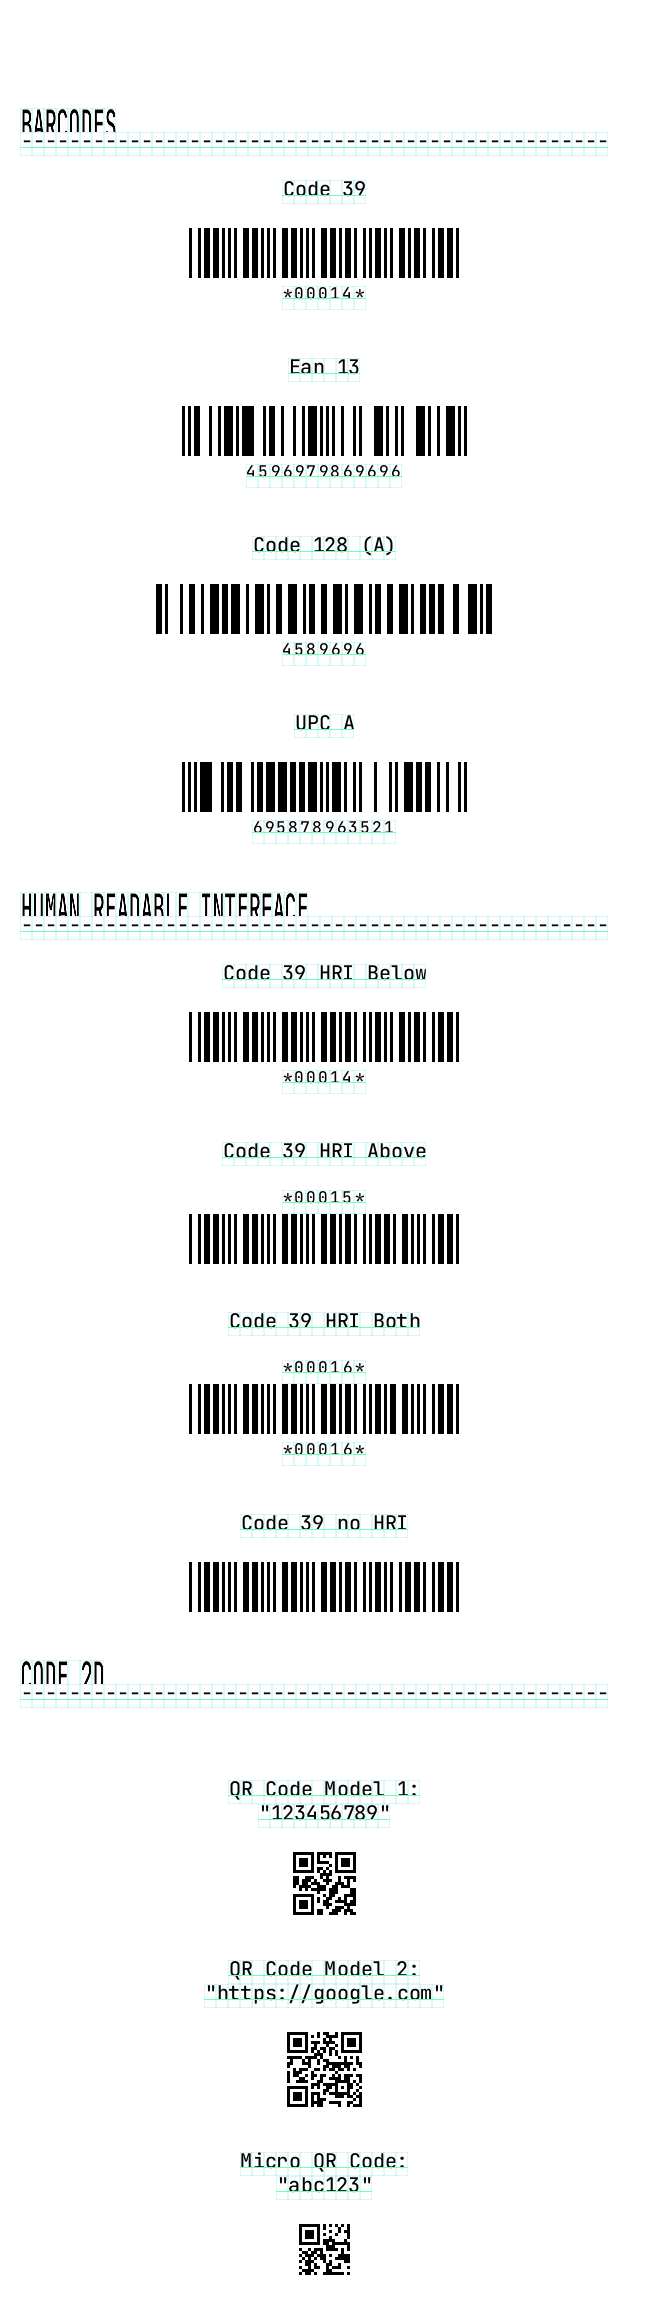 BARCODES
-------------------------------------------------
Code 39
*00014*
Ean 13
4596979869696
Code 128 (A)
4589696
UPC A
695878963521
HUMAN READABLE INTERFACE
-------------------------------------------------
Code 39 HRI Below
*00014*
Code 39 HRI Above
*00015*
Code 39 HRI Both
*00016*
*00016*
Code 39 no HRI
CODE 2D
-------------------------------------------------
QR Code Model 1:
"123456789"
QR Code Model 2:
"https://google.com"
Micro QR Code:
"abc123"